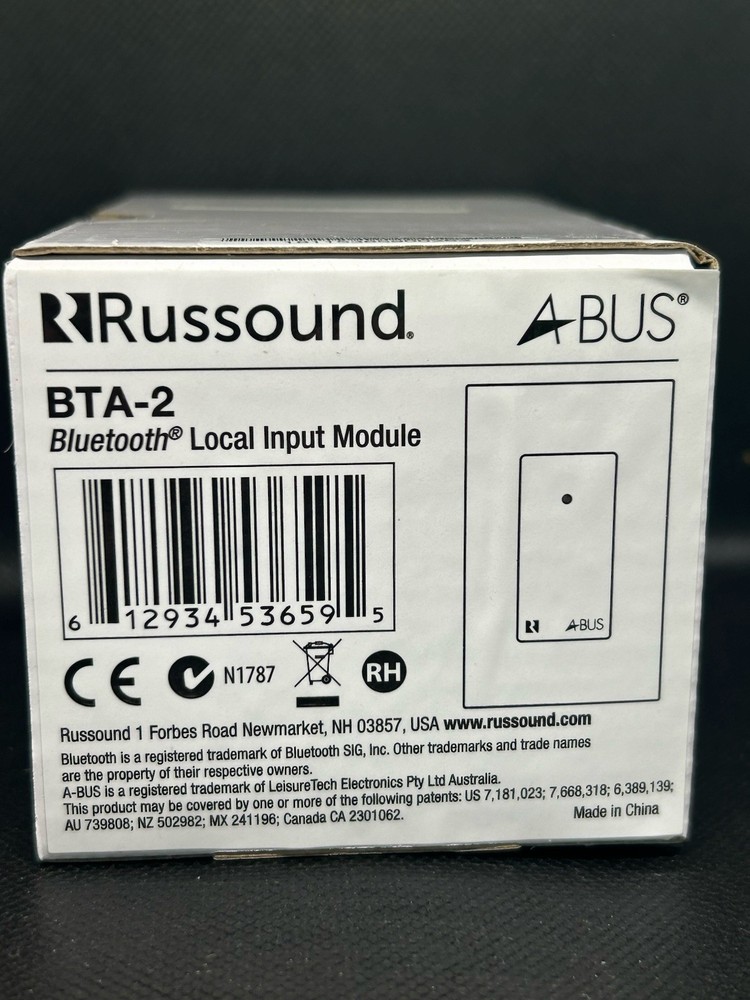 Russound®
A-BUS®
BTA-2
Bluetooth® Local Input Module
6 12934 53659 5
CE N1787 RH
A-BUS
Russound 1 Forbes Road Newmarket, NH 03857, USA www.russound.com
Bluetooth is a registered trademark of Bluetooth SIG, Inc. Other trademarks and trade names
are the property of their respective owners.
A-BUS is a registered trademark of LeisureTech Electronics Pty Ltd Australia.
This product may be covered by one or more of the following patents: US 7,181,023; 7,668,318; 6,389,139;
AU 739808; NZ 502982; MX 241196; Canada CA 2301062.
Made in China